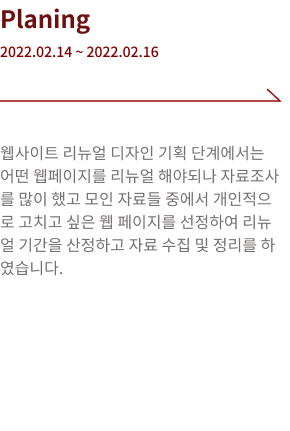 Planing
2022.02.14 ~ 2022.02.16
웹사이트 리뉴얼 디자인 기획 단계에서는
어떤 웹페이지를 리뉴얼 해야되나 자료조사
를 많이 했고 모인 자료들 중에서 개인적으
로 고치고 싶은 웹 페이지를 선정하여 리뉴
얼 기간을 산정하고 자료 수집 및 정리를 하
였습니다.